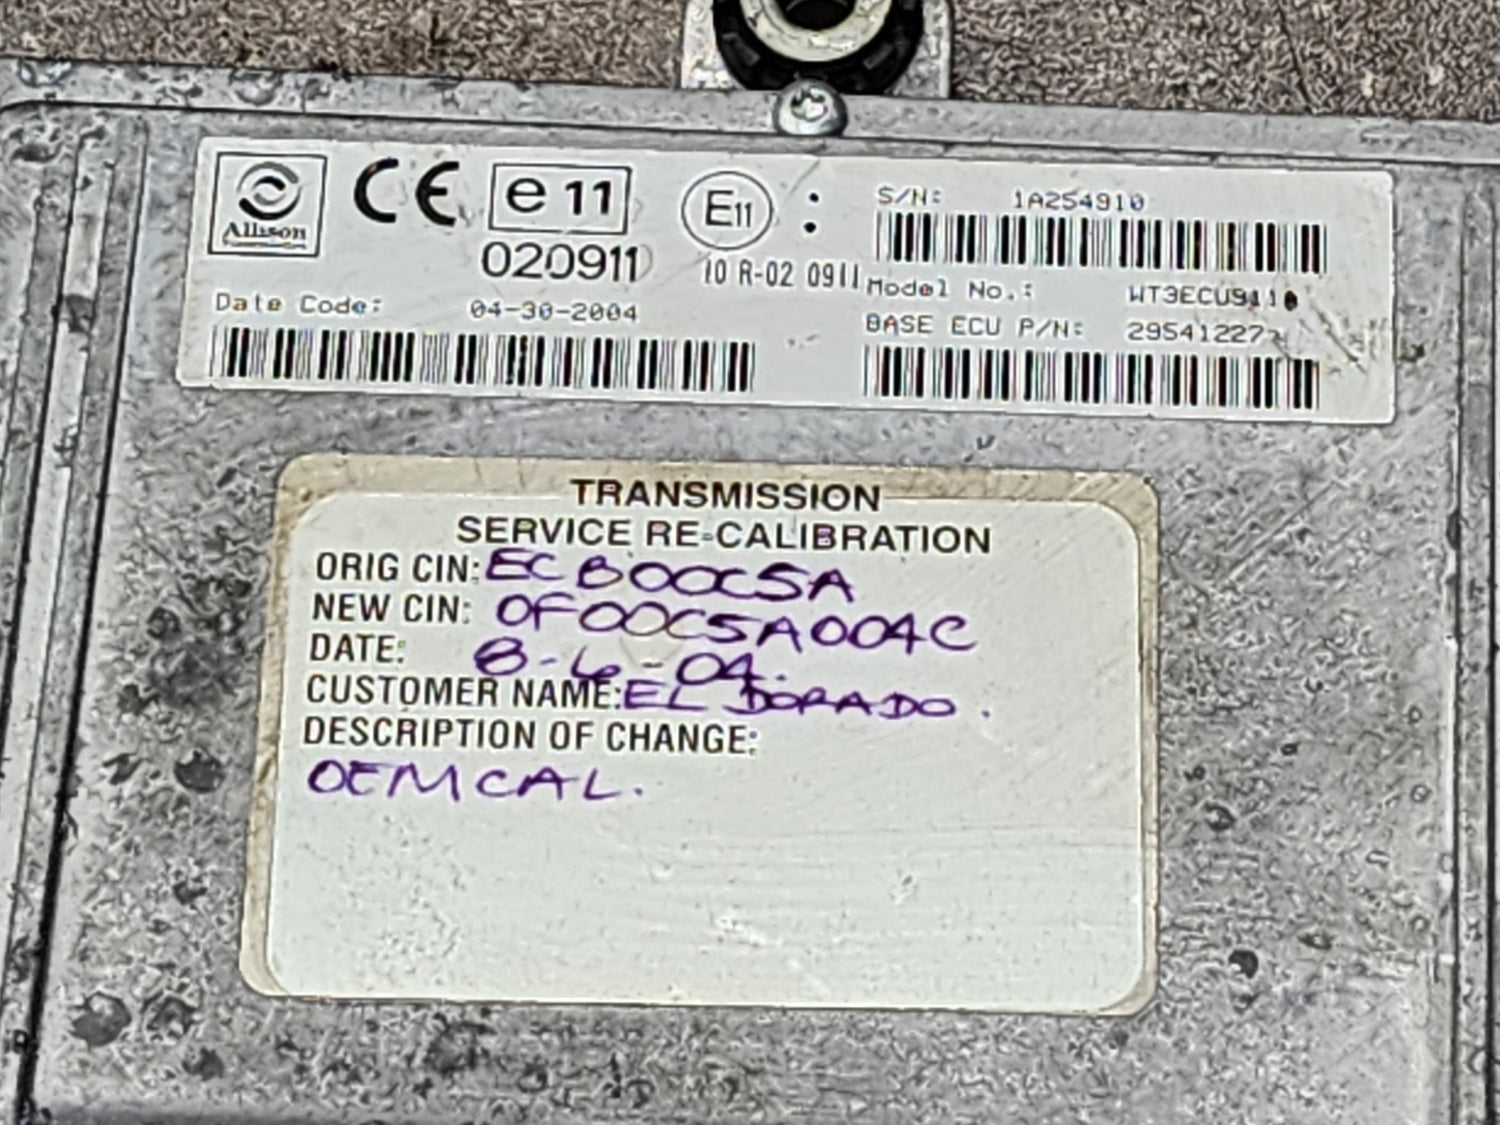 Allison
CE e11 E11 :
020911
10 R-02 0911
Date Code: 04-30-2004
S/N: 1A254910
Model No.:
BASE ECU P/N: 29541227
TRANSMISSION
SERVICE RE-CALIBRATION
ORIG CIN: ECB00C5A
NEW CIN: 0F00C5A004C
DATE: 8-6-04.
CUSTOMER NAME: EL DORADO.
DESCRIPTION OF CHANGE:
OEM CAL.